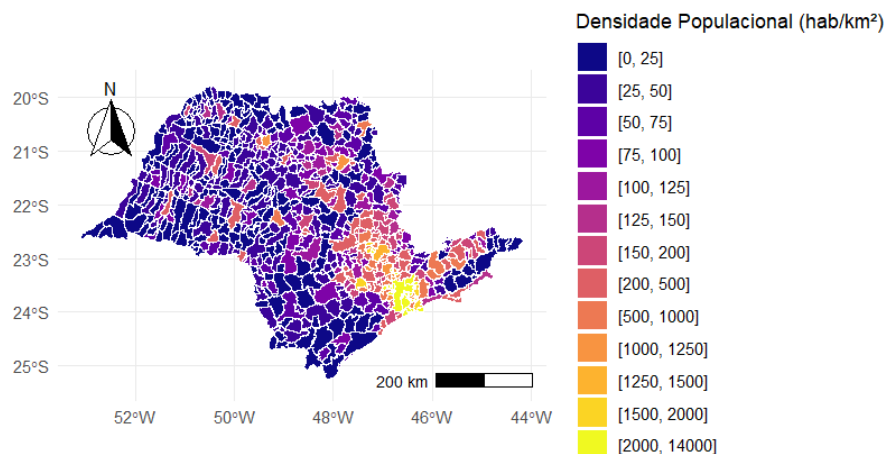 Densidade Populacional (hab/km²)
[0, 25]
[25, 50]
[50, 75]
[75, 100]
[100, 125]
[125, 150]
[150, 200]
[200, 500]
[500, 1000]
[1000, 1250]
[1250, 1500]
[1500, 2000]
[2000, 14000]
N
20°S
21°S
22°S
23°S
24°S
25°S
200 km
52°W
50°W
48°W
46°W
44°W